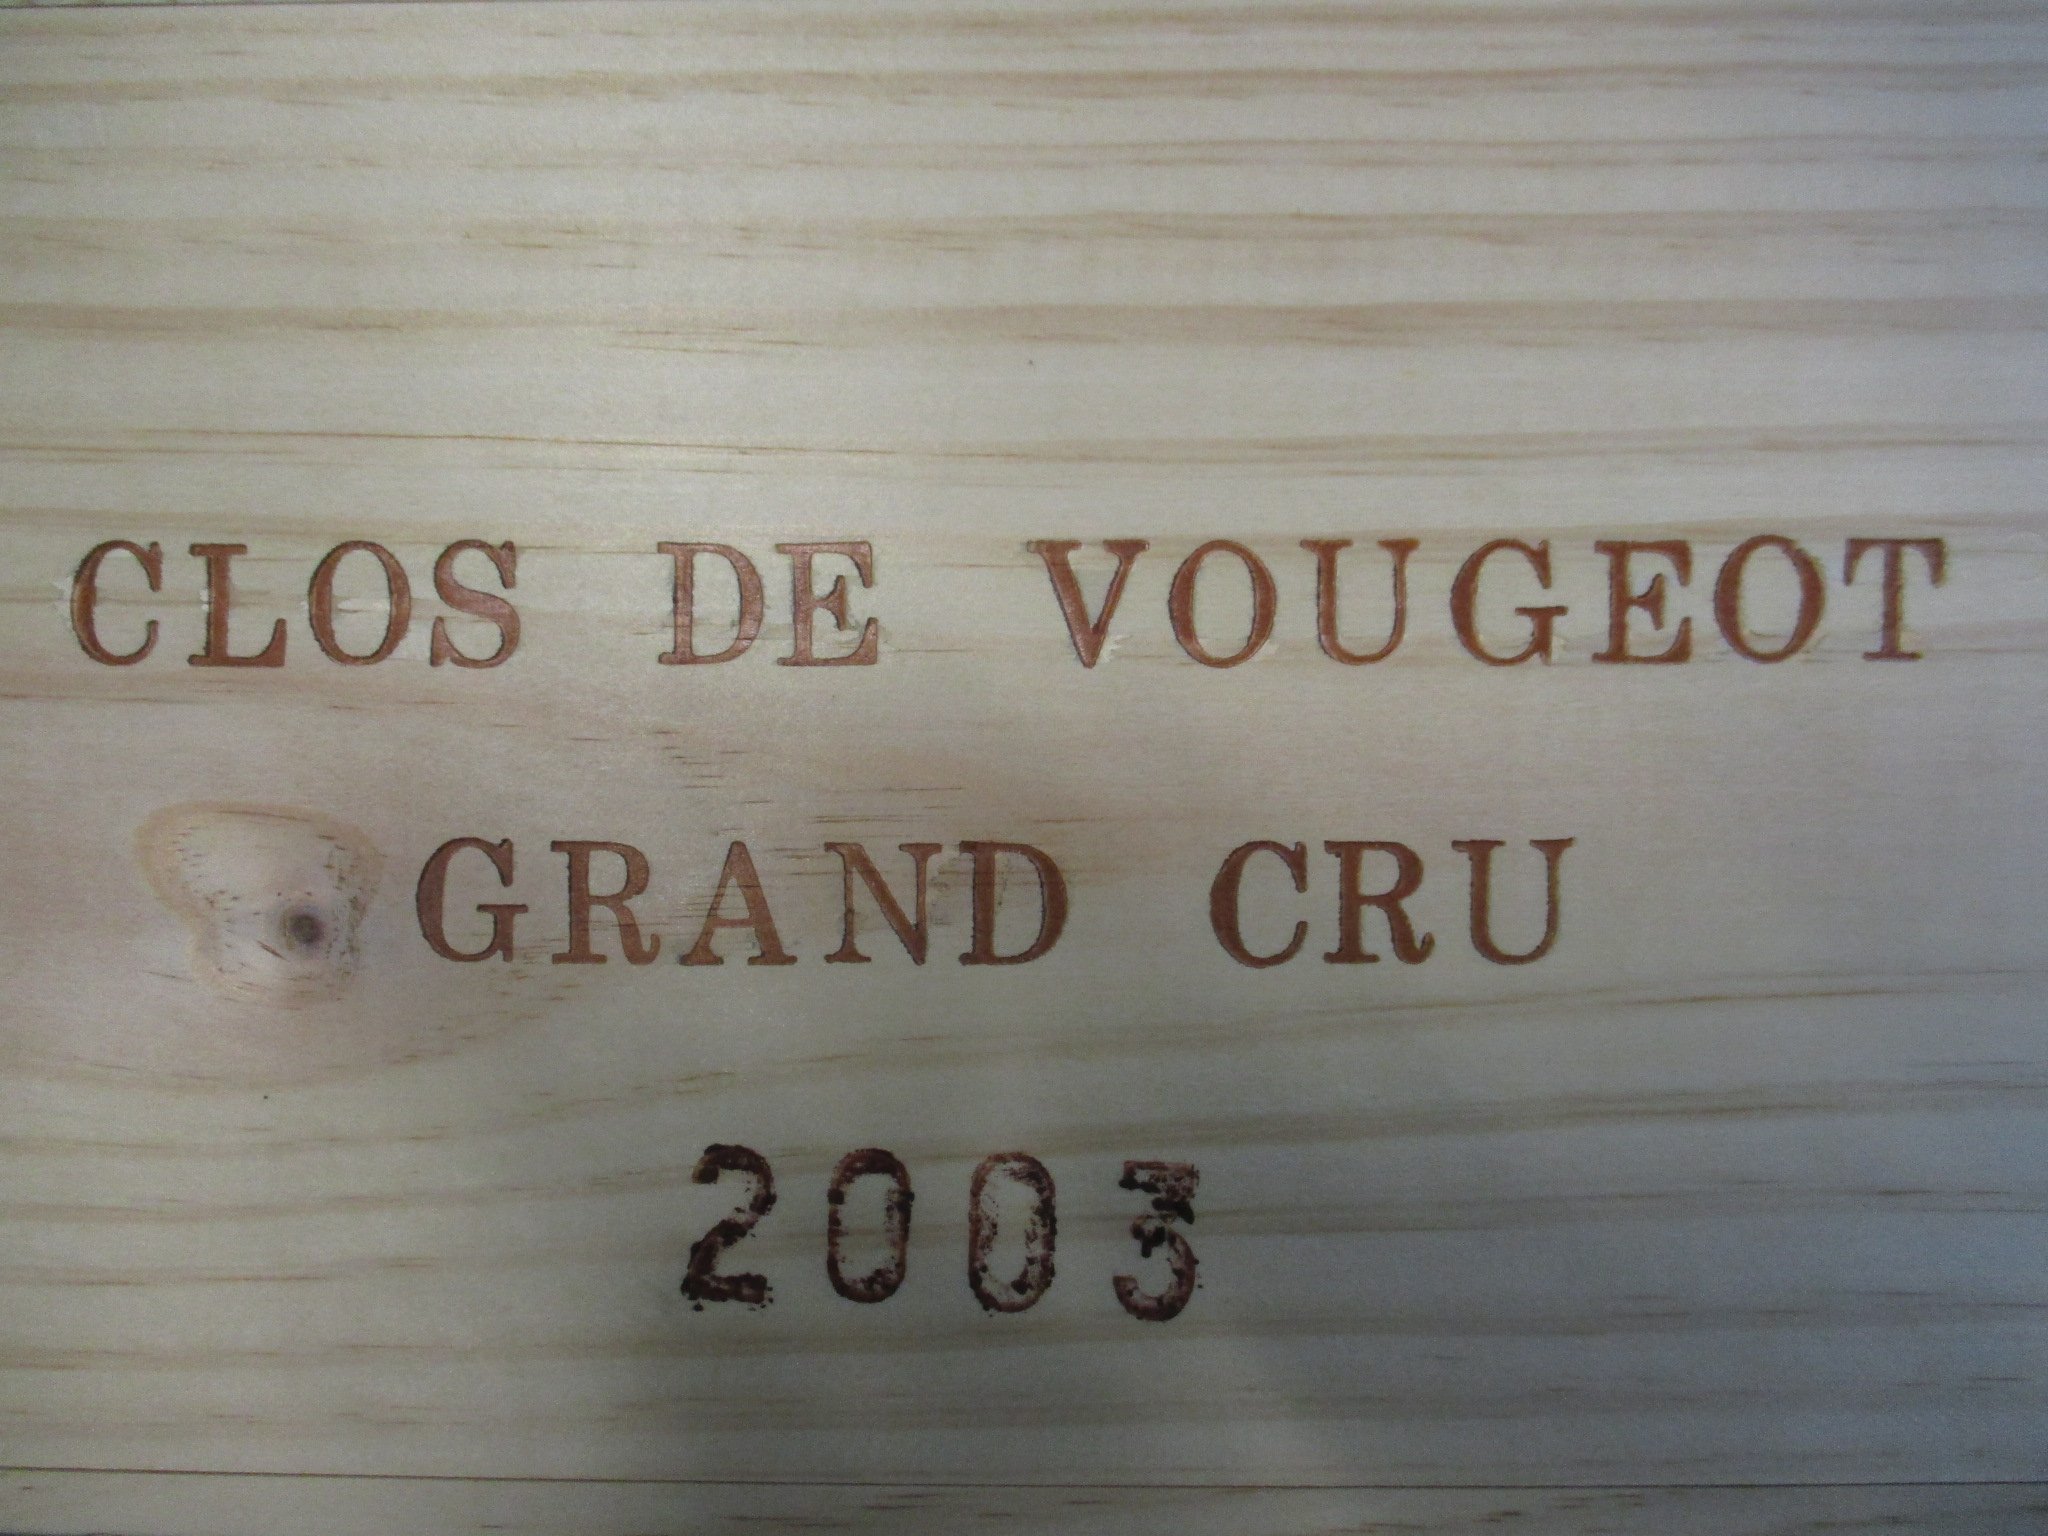 CLOS DE VOUGEOT
GRAND CRU
2003